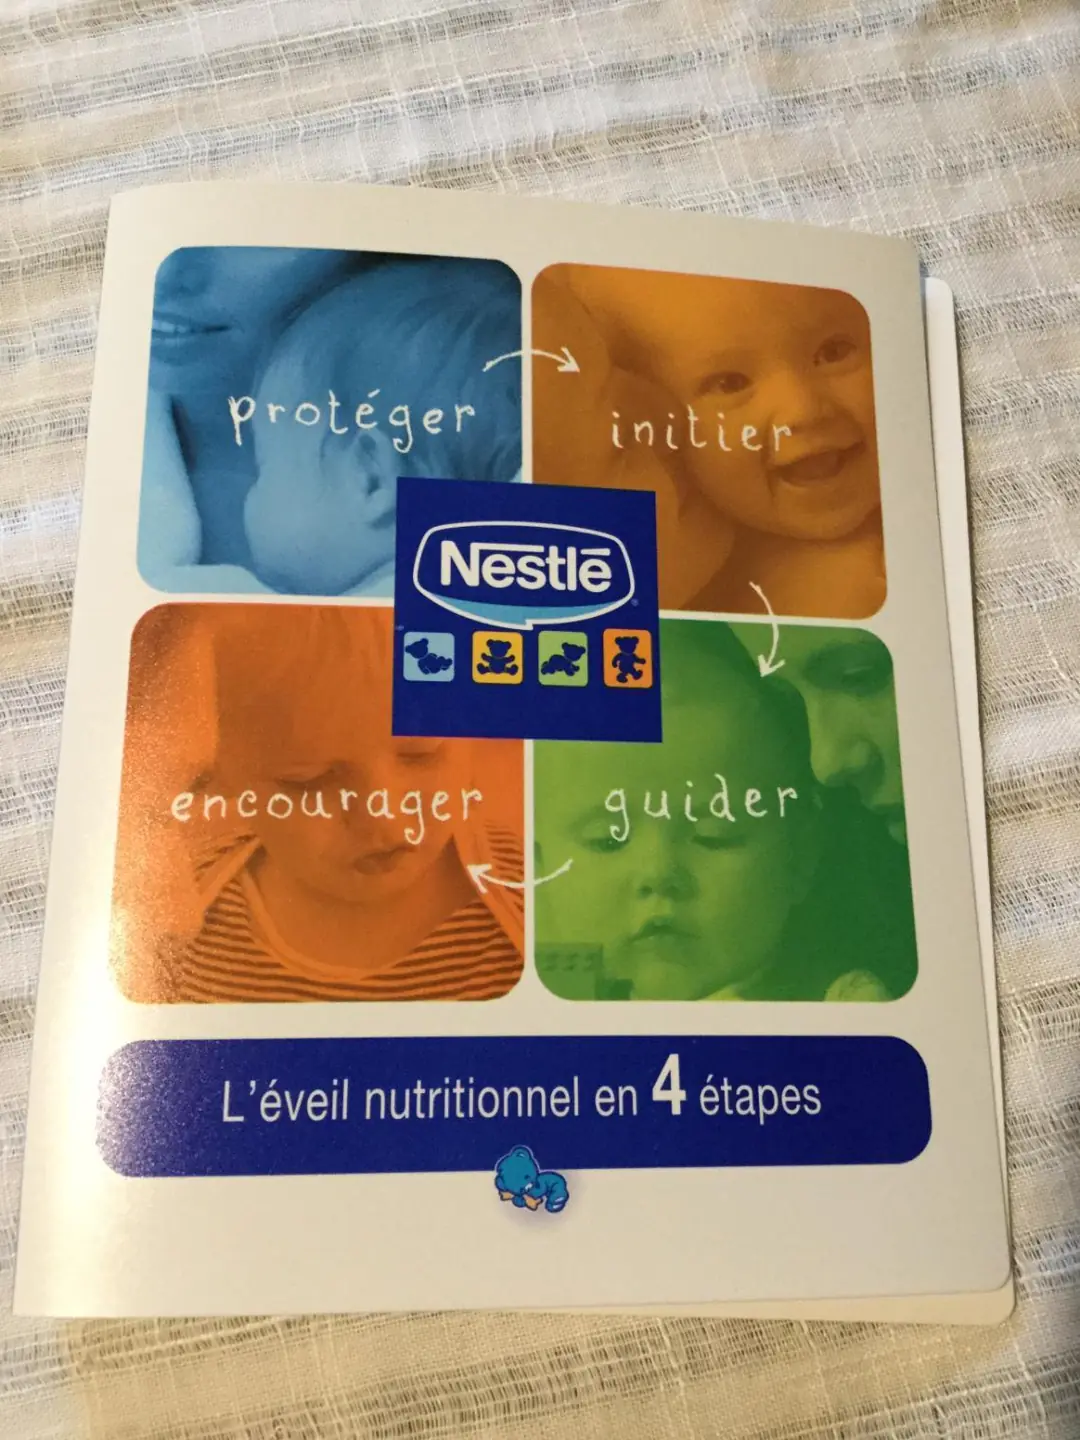 protéger
initier
Nestlé
encourager
guider
L'éveil nutritionnel en 4 étapes